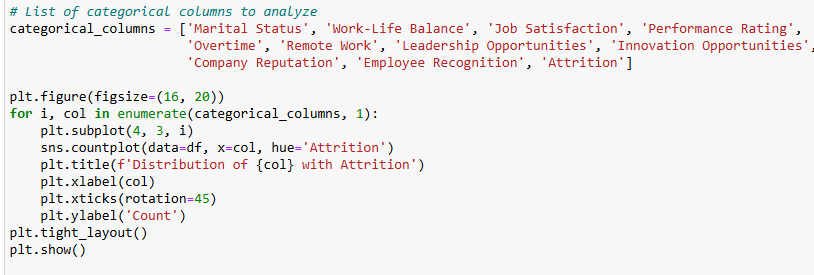 # List of categorical columns to analyze
categorical_columns = ['Marital Status', 'Work-Life Balance', 'Job Satisfaction', 'Performance Rating',
'Overtime', 'Remote Work', 'Leadership Opportunities', 'Innovation Opportunities',
'Company Reputation', 'Employee Recognition', 'Attrition']
plt.figure(figsize=(16, 20))
for i, col in enumerate(categorical_columns, 1):
plt.subplot(4, 3, i)
sns.countplot(data=df, x=col, hue='Attrition')
plt.title(f'Distribution of {col} with Attrition')
plt.xlabel(col)
plt.xticks(rotation=45)
plt.ylabel('Count')
plt.tight_layout()
plt.show()